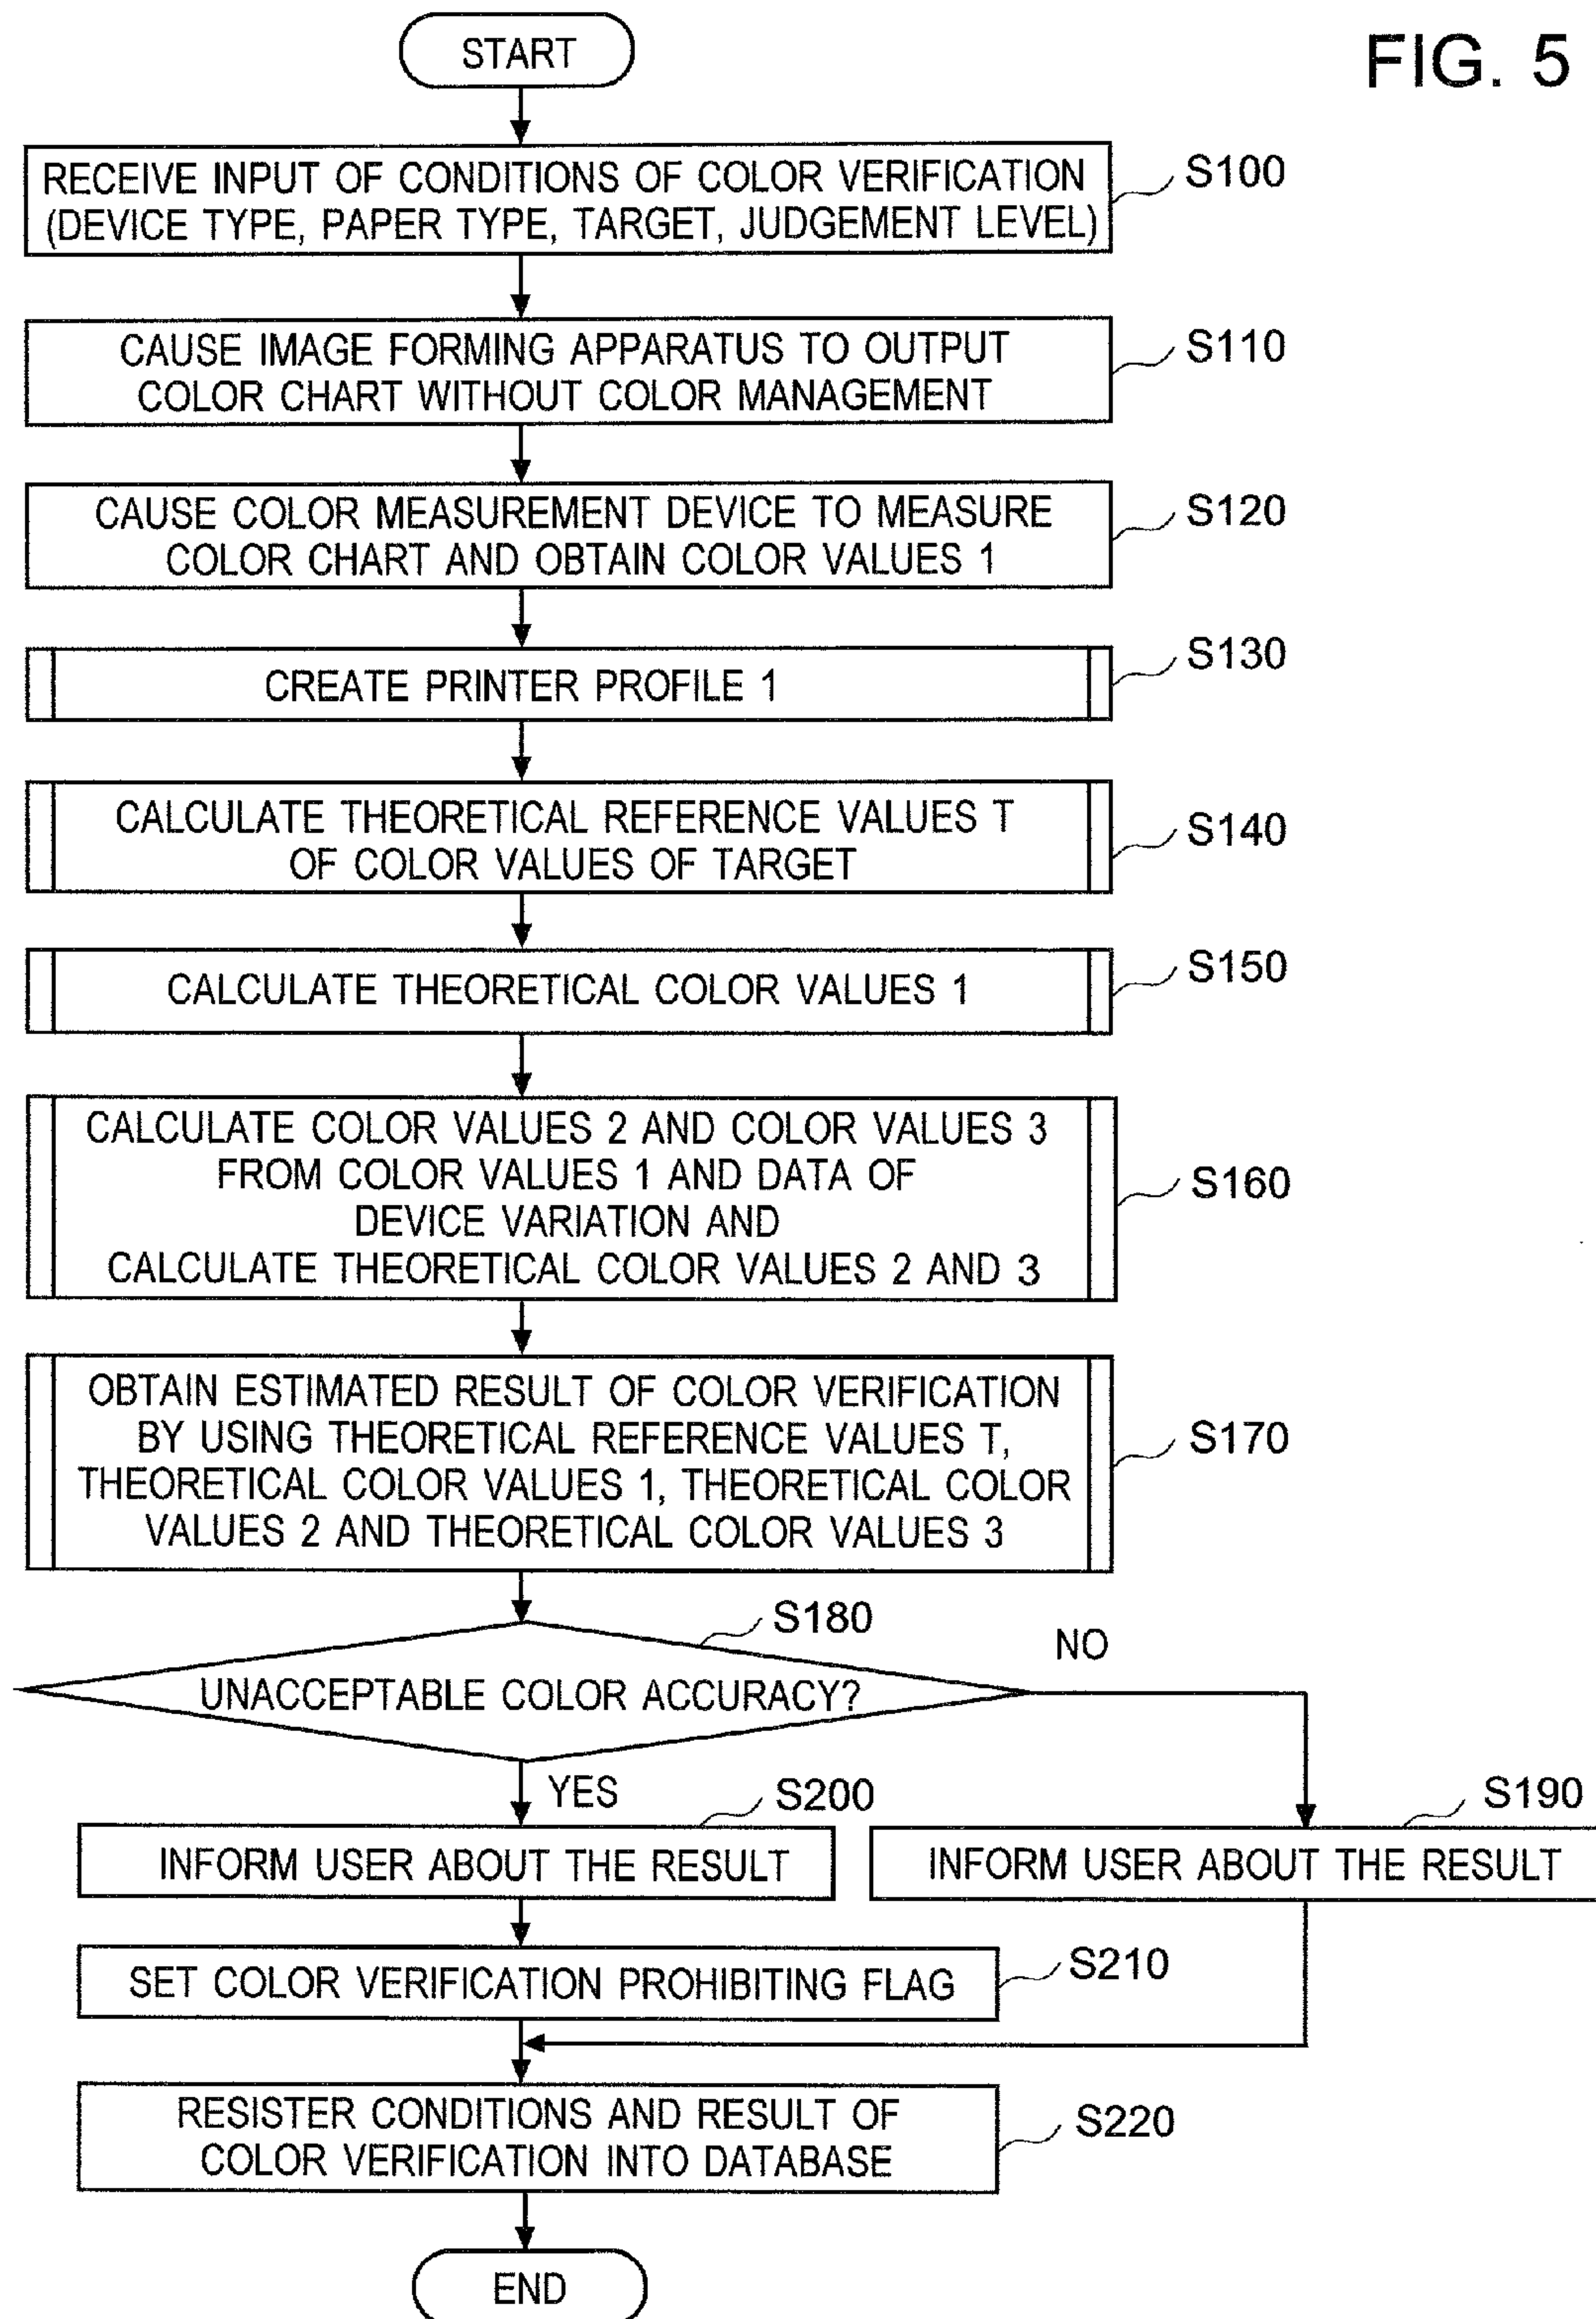 FIG. 5
START
RECEIVE INPUT OF CONDITIONS OF COLOR VERIFICATION
(DEVICE TYPE, PAPER TYPE, TARGET, JUDGEMENT LEVEL)
S100
CAUSE IMAGE FORMING APPARATUS TO OUTPUT
COLOR CHART WITHOUT COLOR MANAGEMENT
S110
CAUSE COLOR MEASUREMENT DEVICE TO MEASURE
COLOR CHART AND OBTAIN COLOR VALUES 1
S120
CREATE PRINTER PROFILE 1
S130
CALCULATE THEORETICAL REFERENCE VALUES T
OF COLOR VALUES OF TARGET
S140
CALCULATE THEORETICAL COLOR VALUES 1
S150
CALCULATE COLOR VALUES 2 AND COLOR VALUES 3
FROM COLOR VALUES 1 AND DATA OF
DEVICE VARIATION AND
CALCULATE THEORETICAL COLOR VALUES 2 AND 3
S160
OBTAIN ESTIMATED RESULT OF COLOR VERIFICATION
BY USING THEORETICAL REFERENCE VALUES T,
THEORETICAL COLOR VALUES 1, THEORETICAL COLOR
VALUES 2 AND THEORETICAL COLOR VALUES 3
S170
S180
UNACCEPTABLE COLOR ACCURACY?
NO
YES
S200
INFORM USER ABOUT THE RESULT
S190
INFORM USER ABOUT THE RESULT
SET COLOR VERIFICATION PROHIBITING FLAG
S210
RESISTER CONDITIONS AND RESULT OF
COLOR VERIFICATION INTO DATABASE
S220
END